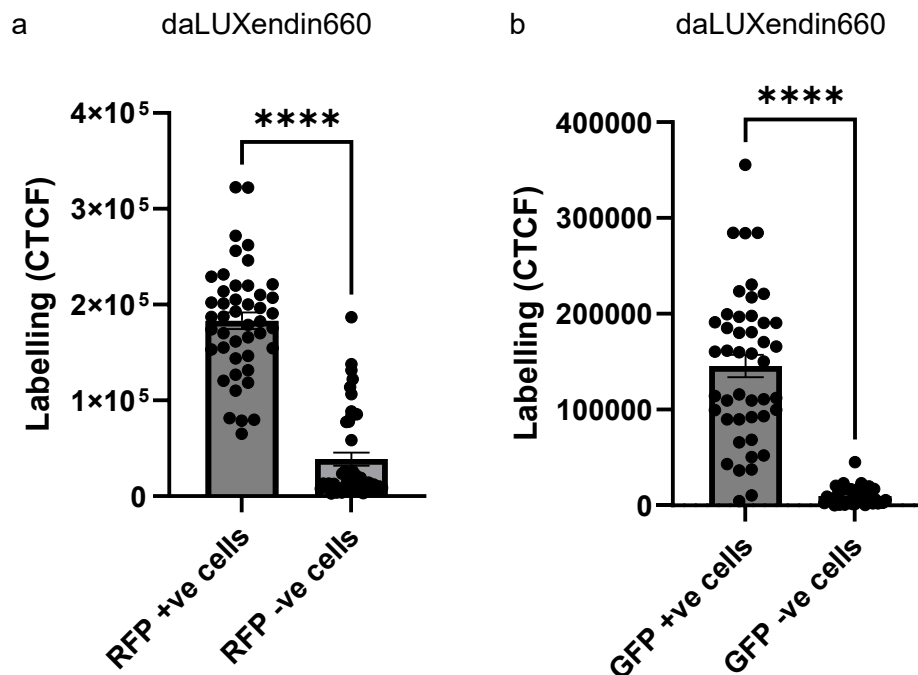 a
daLUXendin660
Labelling (CTCF)
4×10⁵
3×10⁵
2×10⁵
1×10⁵
0
****
RFP +ve cells
RFP -ve cells
b
daLUXendin660
Labelling (CTCF)
400000
300000
200000
100000
0
****
GFP +ve cells
GFP -ve cells